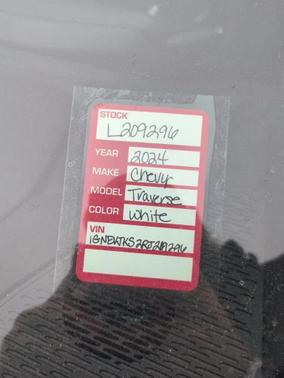 STOCK
L209296
YEAR 2024
MAKE Chevy
MODEL Traverse
COLOR White
VIN